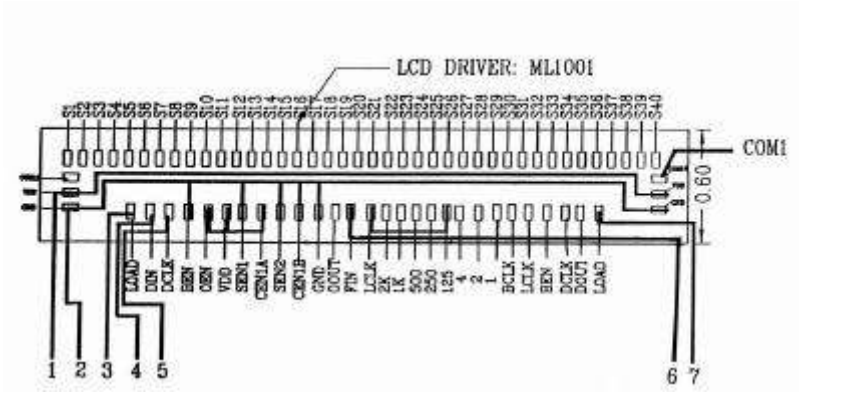 LCD DRIVER: ML1001
S1 S2 S3 S4 S5 S6 S7 S8 S9 S10 S11 S12 S13 S14 S15 S16 S17 S18 S19 S20 S21 S22 S23 S24 S25 S26 S27 S28 S29 S30 S31 S32 S33 S34 S35 S36 S37 S38 S39 S40
COM1
0.60
LOAD DIN DCLK BEN OEN VDD SEN1 CEN1A SEN2 CEN1B GND OOUT FIN LCLK 2K 1K 500 250 125 4 2 1 BCLK LCLK BEN DCLK DOUT LOAD
1 2 3 4 5 6 7